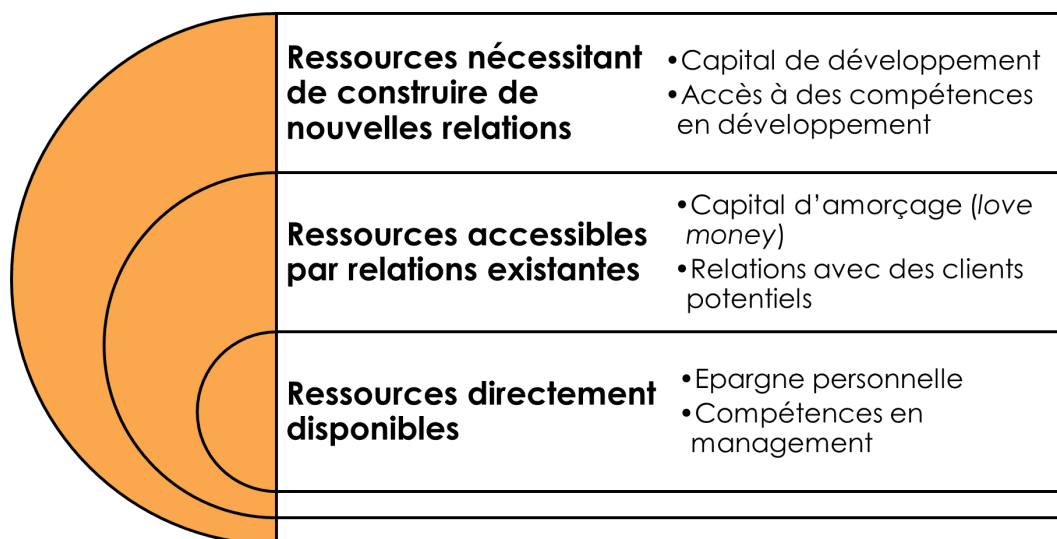 Ressources nécessitant
de construire de
nouvelles relations
•Capital de développement
•Accès à des compétences
en développement
Ressources accessibles
par relations existantes
•Capital d’amorçage (love
money)
•Relations avec des clients
potentiels
Ressources directement
disponibles
•Epargne personnelle
•Compétences en
management